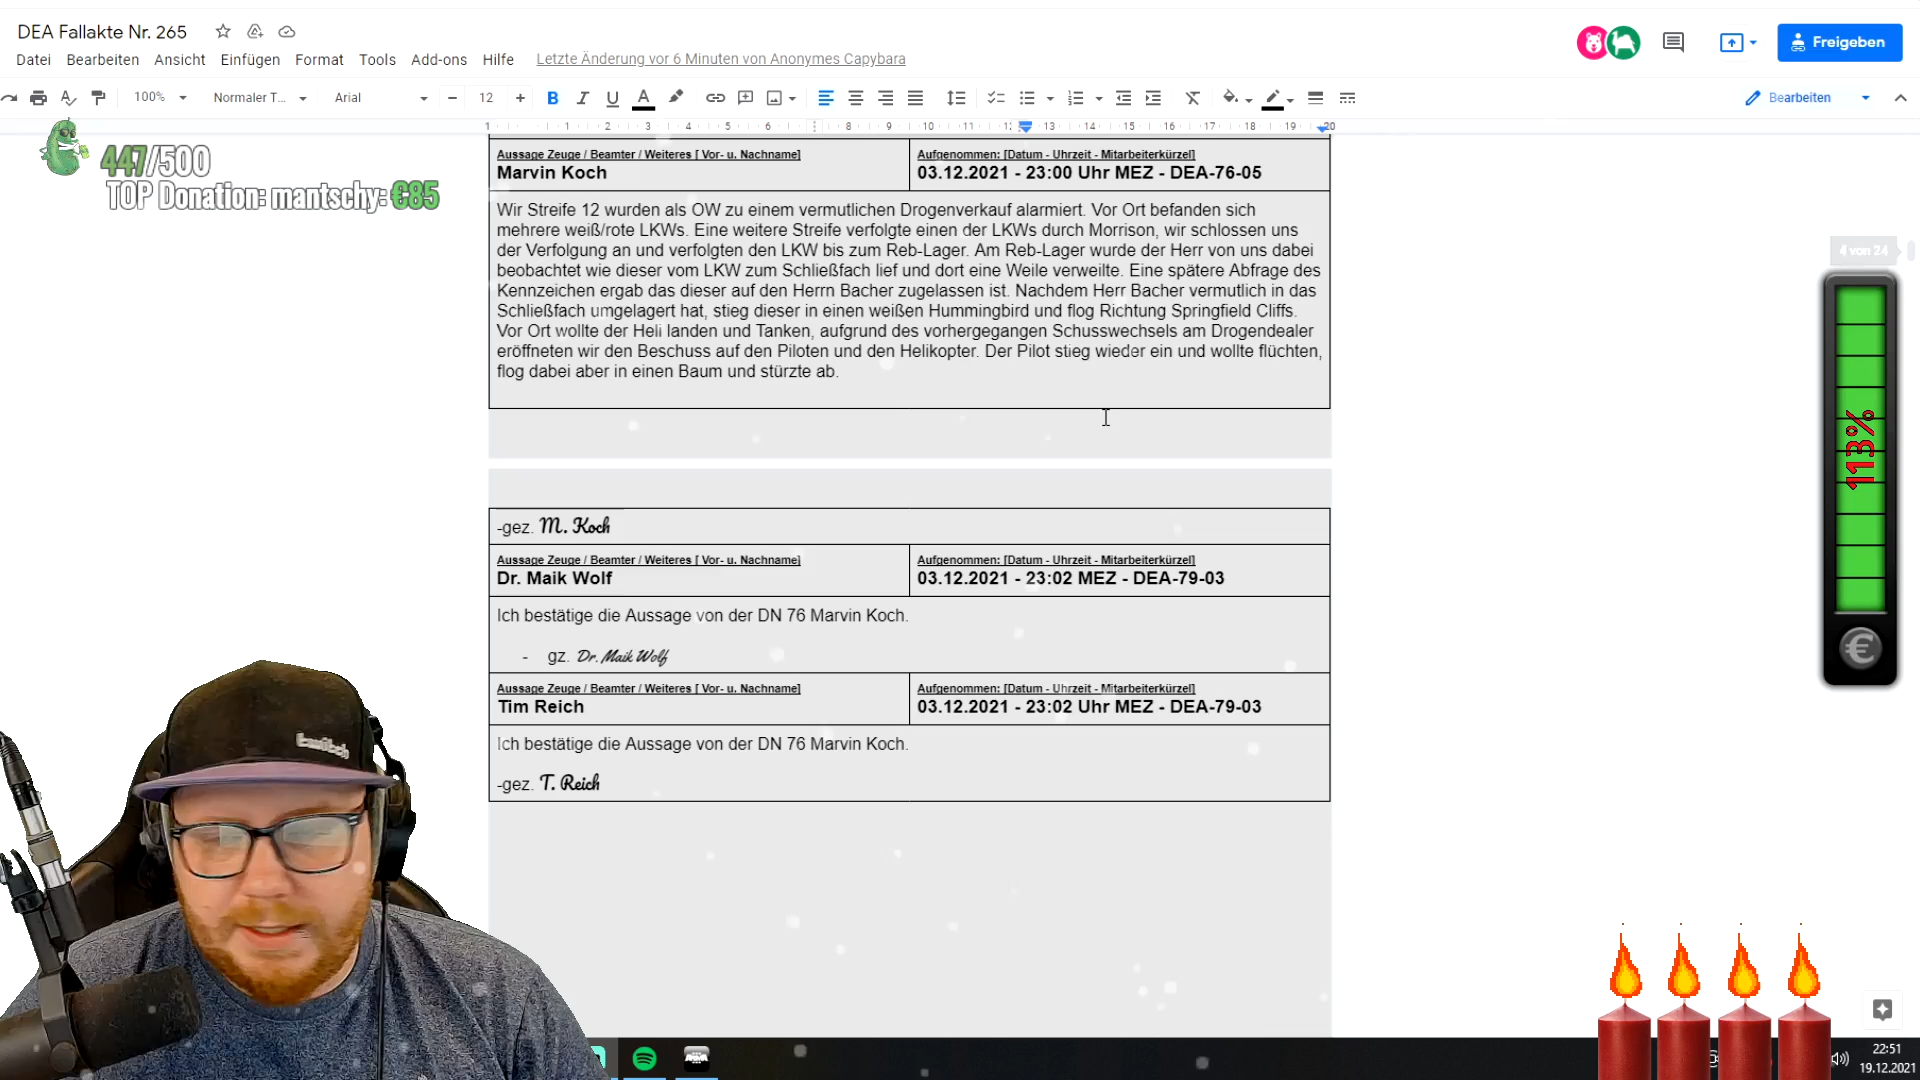 DEA Fallakte Nr. 265
Datei Bearbeiten Ansicht Einfügen Format Tools Add-ons Hilfe Letzte Änderung vor 6 Minuten von Anonymes Capybara
Freigeben
100% Normaler T... Arial 12 Bearbeiten
447/500
TOP Donation: mantschy: €85
Aussage Zeuge / Beamter / Weiteres [ Vor- u. Nachname] Aufgenommen: [Datum - Uhrzeit - Mitarbeiterkürzel]
Marvin Koch 03.12.2021 - 23:00 Uhr MEZ - DEA-76-05
Wir Streife 12 wurden als OW zu einem vermutlichen Drogenverkauf alarmiert. Vor Ort befanden sich
mehrere weiß/rote LKWs. Eine weitere Streife verfolgte einen der LKWs durch Morrison, wir schlossen uns
der Verfolgung an und verfolgten den LKW bis zum Reb-Lager. Am Reb-Lager wurde der Herr von uns dabei
beobachtet wie dieser vom LKW zum Schließfach lief und dort eine Weile verweilte. Eine spätere Abfrage des
Kennzeichen ergab das dieser auf den Herrn Bacher zugelassen ist. Nachdem Herr Bacher vermutlich in das
Schließfach umgelagert hat, stieg dieser in einen weißen Hummingbird und flog Richtung Springfield Cliffs.
Vor Ort wollte der Heli landen und Tanken, aufgrund des vorhergegangen Schusswechsels am Drogendealer
eröffneten wir den Beschuss auf den Piloten und den Helikopter. Der Pilot stieg wieder ein und wollte flüchten,
flog dabei aber in einen Baum und stürzte ab.
4 von 24
113%
€
-gez. M. Koch
Aussage Zeuge / Beamter / Weiteres [ Vor- u. Nachname] Aufgenommen: [Datum - Uhrzeit - Mitarbeiterkürzel]
Dr. Maik Wolf 03.12.2021 - 23:02 MEZ - DEA-79-03
Ich bestätige die Aussage von der DN 76 Marvin Koch.
- gz. Dr. Maik Wolf
Aussage Zeuge / Beamter / Weiteres [ Vor- u. Nachname] Aufgenommen: [Datum - Uhrzeit - Mitarbeiterkürzel]
Tim Reich 03.12.2021 - 23:02 Uhr MEZ - DEA-79-03
Ich bestätige die Aussage von der DN 76 Marvin Koch.
-gez. T. Reich
twitch
22:51
19.12.2021